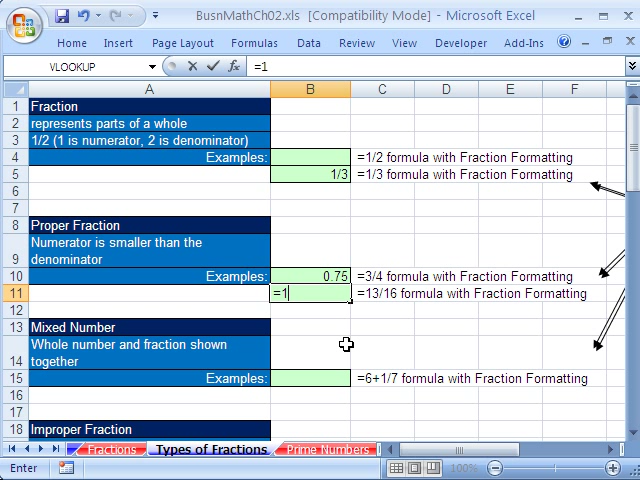 BusnMathCh02.xls [Compatibility Mode] - Microsoft Excel
Home Insert Page Layout Formulas Data Review View Developer Add-Ins
VLOOKUP fx =1
A B C D E F
1 Fraction
2 represents parts of a whole
3 1/2 (1 is numerator, 2 is denominator)
4 Examples: =1/2 formula with Fraction Formatting
5 1/3 =1/3 formula with Fraction Formatting
6
7
8 Proper Fraction
9 Numerator is smaller than the
denominator
10 Examples: 0.75 =3/4 formula with Fraction Formatting
11 =1 =13/16 formula with Fraction Formatting
12
13 Mixed Number
14 Whole number and fraction shown
together
15 Examples: =6+1/7 formula with Fraction Formatting
16
17
18 Improper Fraction
Fractions Types of Fractions Prime Numbers
Enter 100%